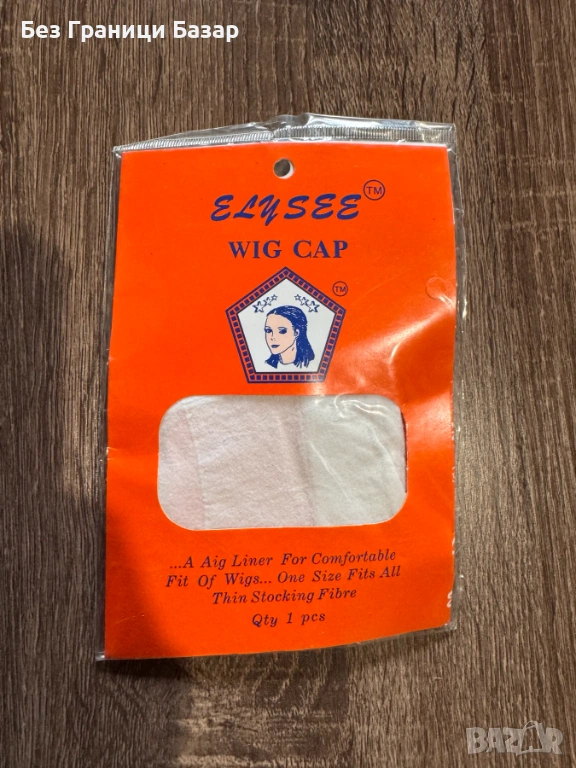 Без Граници Базар
ELYSEE TM
WIG CAP
TM
...A Aig Liner For Comfortable
Fit Of Wigs... One Size Fits All
Thin Stocking Fibre
Qty 1 pcs
BAZAR